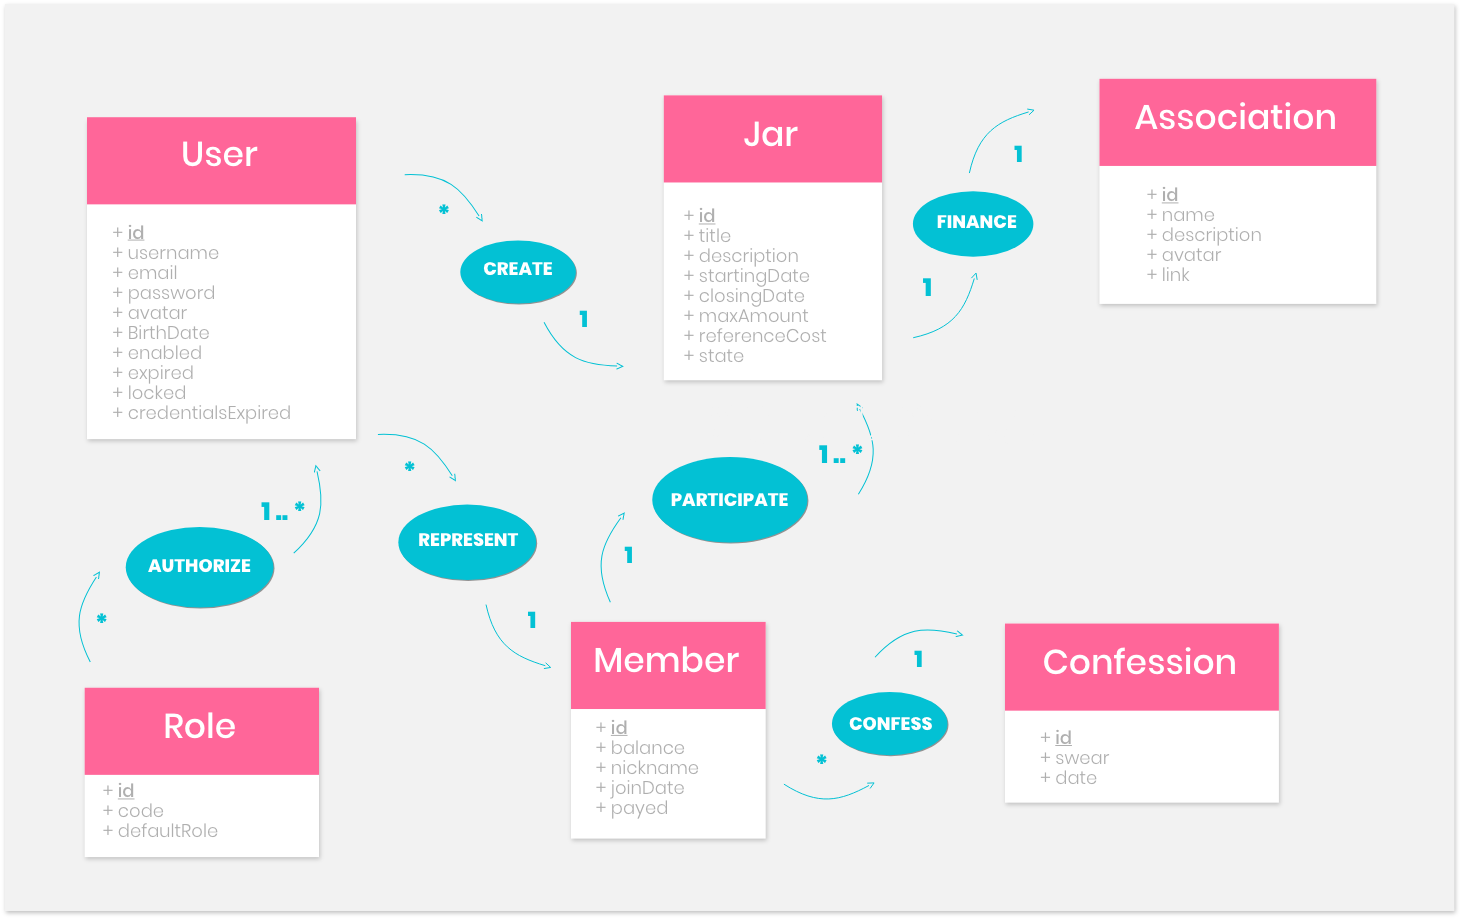 User
+ id
+ username
+ email
+ password
+ avatar
+ BirthDate
+ enabled
+ expired
+ locked
+ credentialsExpired
*
CREATE
1
Jar
+ id
+ title
+ description
+ startingDate
+ closingDate
+ maxAmount
+ referenceCost
+ state
1
FINANCE
1
Association
+ id
+ name
+ description
+ avatar
+ link
*
REPRESENT
1
1..*
AUTHORIZE
*
1..*
PARTICIPATE
1
Role
+ id
+ code
+ defaultRole
Member
+ id
+ balance
+ nickname
+ joinDate
+ payed
1
CONFESS
*
Confession
+ id
+ swear
+ date